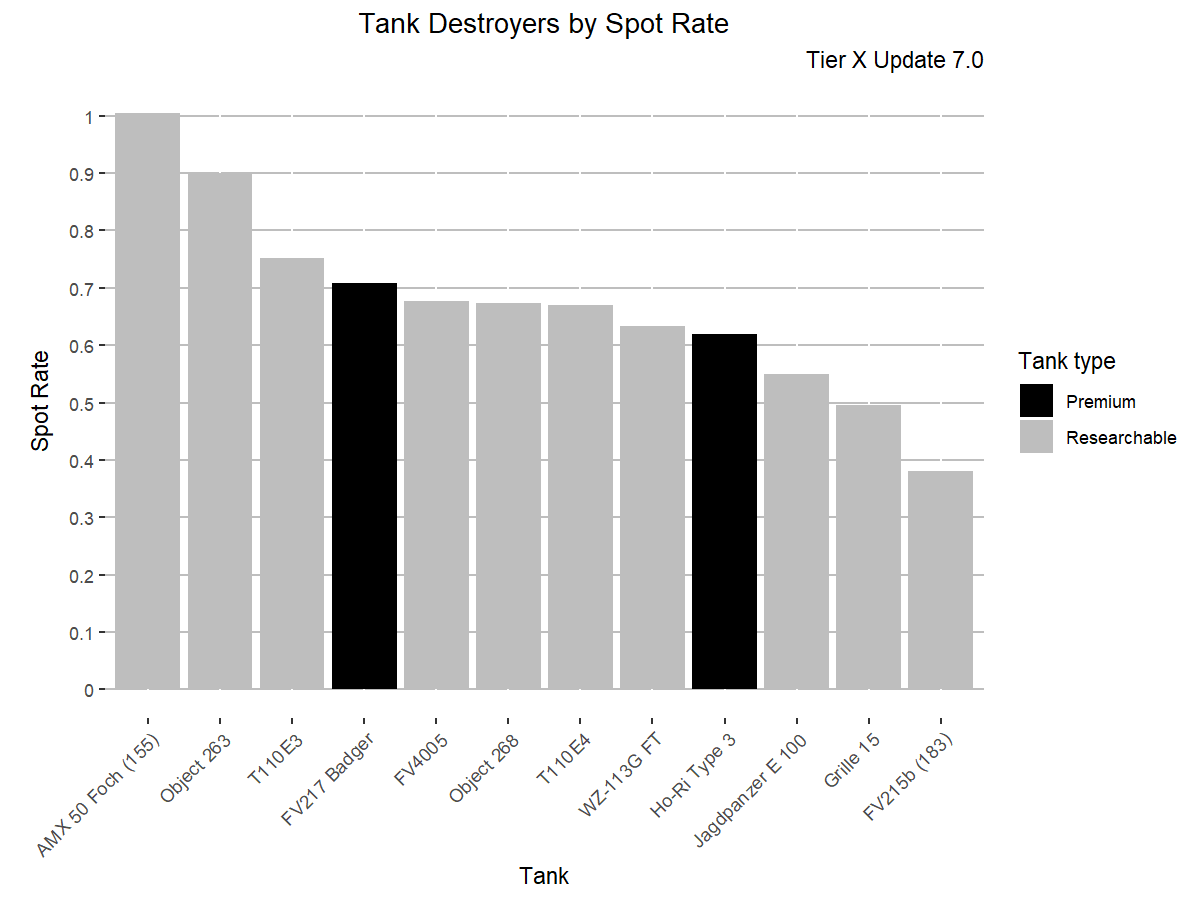 Tank Destroyers by Spot Rate
Tier X Update 7.0
Spot Rate
1
0.9
0.8
0.7
0.6
0.5
0.4
0.3
0.2
0.1
0
AMX 50 Foch (155)
Object 263
T110E3
FV217 Badger
FV4005
Object 268
T110E4
WZ-113G FT
Ho-Ri Type 3
Jagdpanzer E 100
Grille 15
FV215b (183)
Tank
Tank type
Premium
Researchable